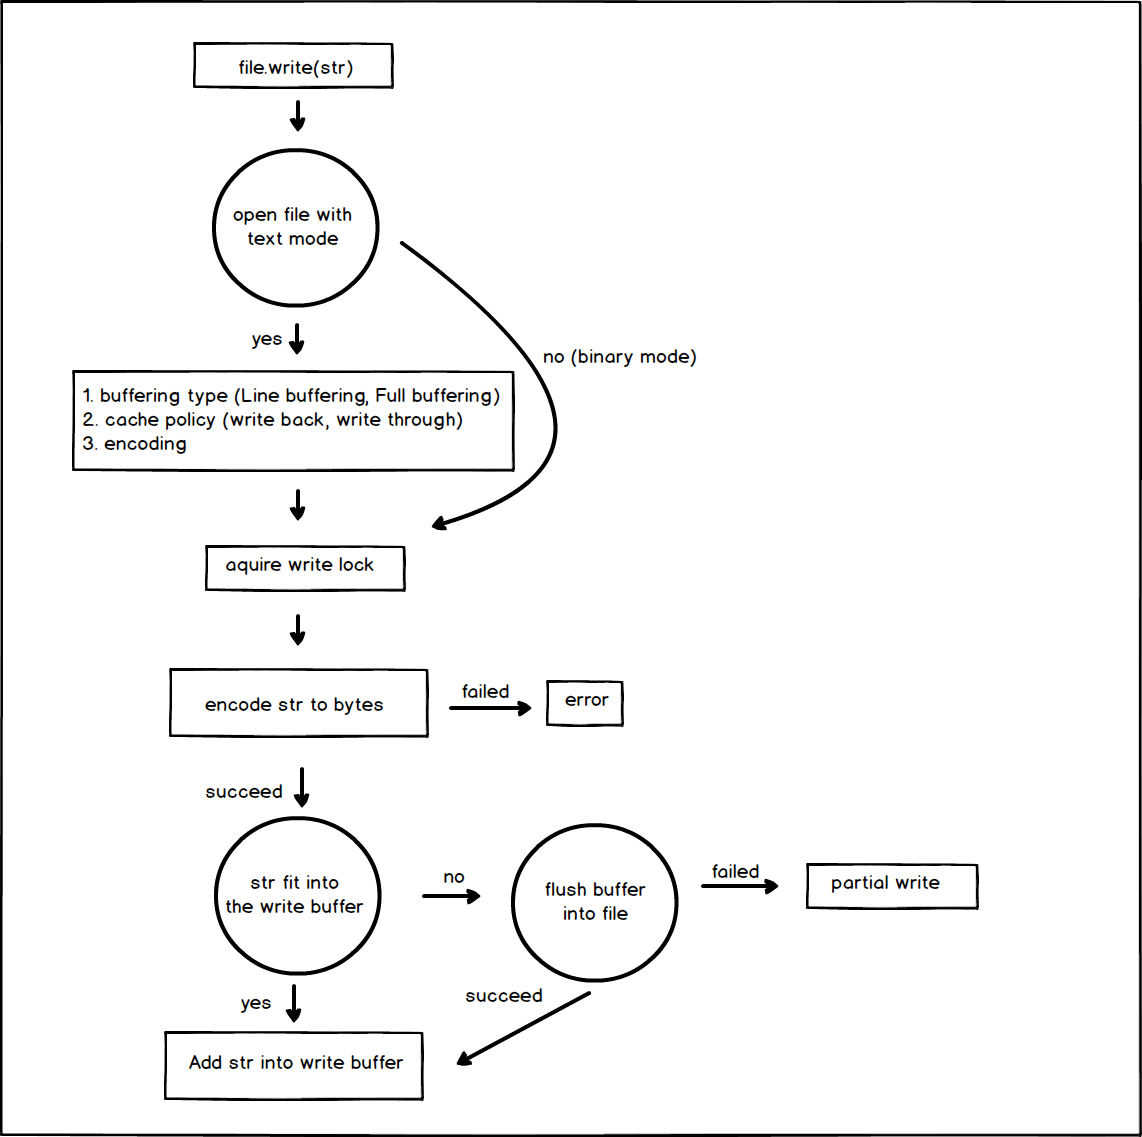 file.write(str)
open file with
text mode
yes
no (binary mode)
1. buffering type (Line buffering, Full buffering)
2. cache policy (write back, write through)
3. encoding
aquire write lock
encode str to bytes
failed
error
succeed
str fit into
the write buffer
no
flush buffer
into file
failed
partial write
yes
succeed
Add str into write buffer